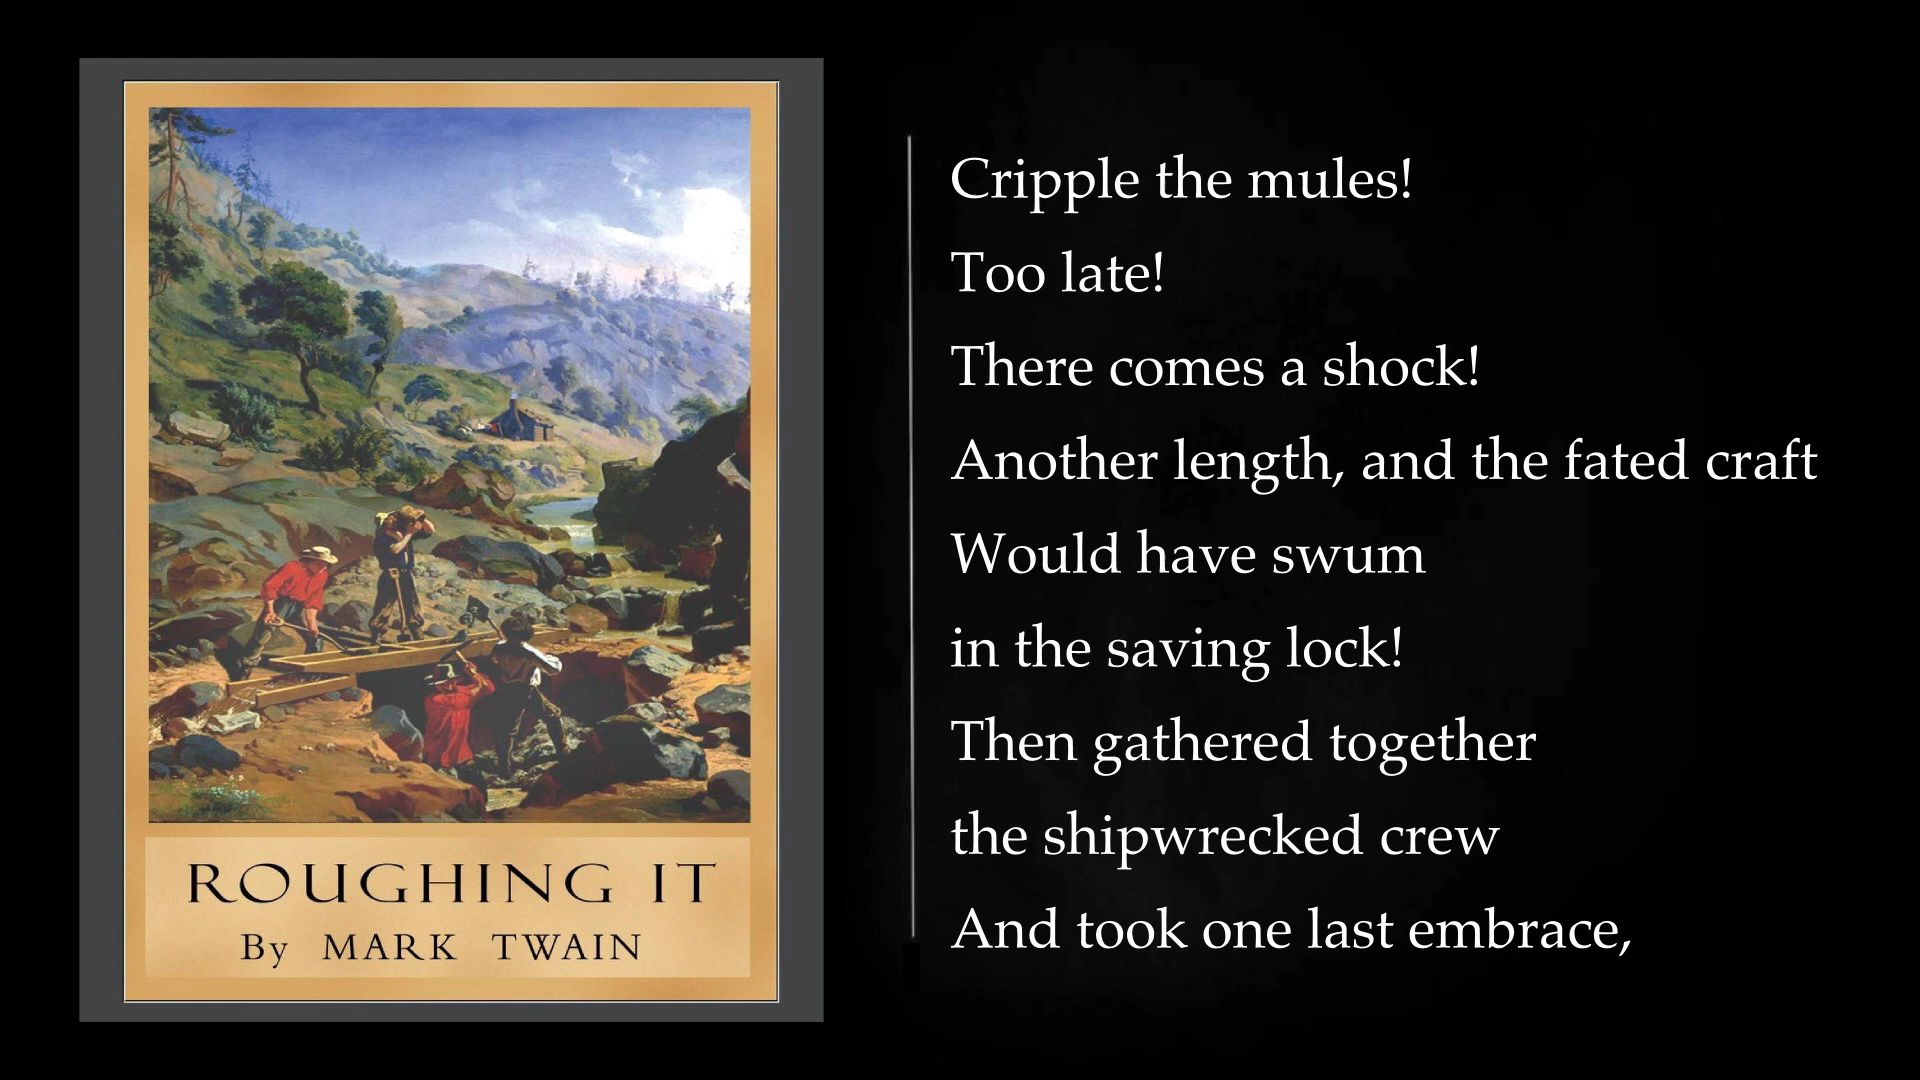 ROUGHING IT
By MARK TWAIN
Cripple the mules!
Too late!
There comes a shock!
Another length, and the fated craft
Would have swum
in the saving lock!
Then gathered together
the shipwrecked crew
And took one last embrace,